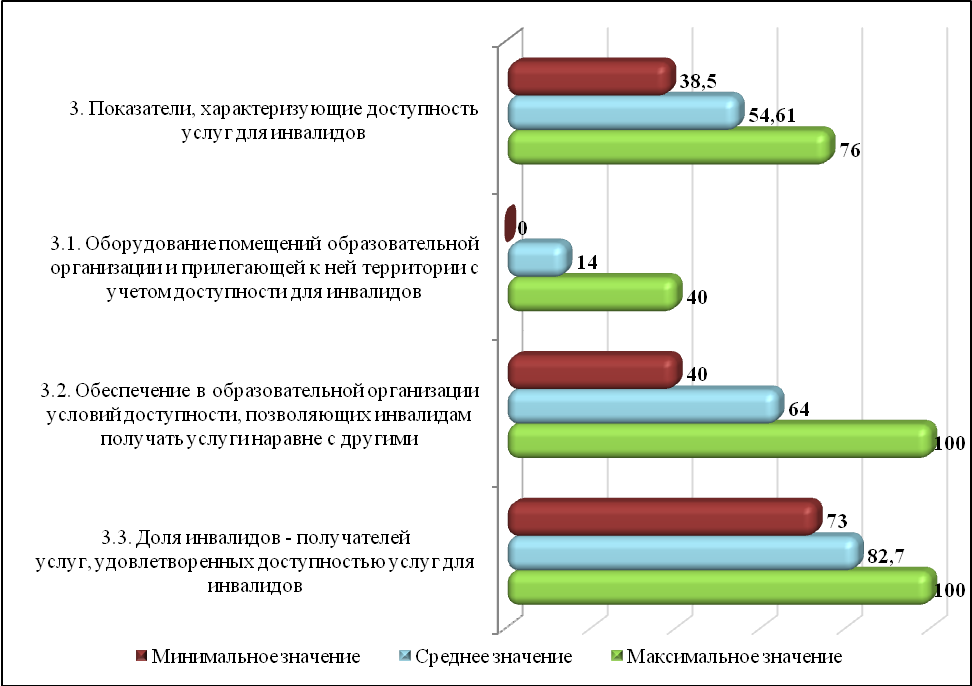 3. Показатели, характеризующие доступность
услуг для инвалидов
38,5
54,61
76
3.1. Оборудование помещений образовательной
организации и прилегающей к ней территории с
учетом доступности для инвалидов
0
14
40
3.2. Обеспечение в образовательной организации
условий доступности, позволяющих инвалидам
получать услуги наравне с другими
40
64
100
3.3. Доля инвалидов - получателей
услуг, удовлетворенных доступностью услуг для
инвалидов
73
82,7
100
Минимальное значение
Среднее значение
Максимальное значение